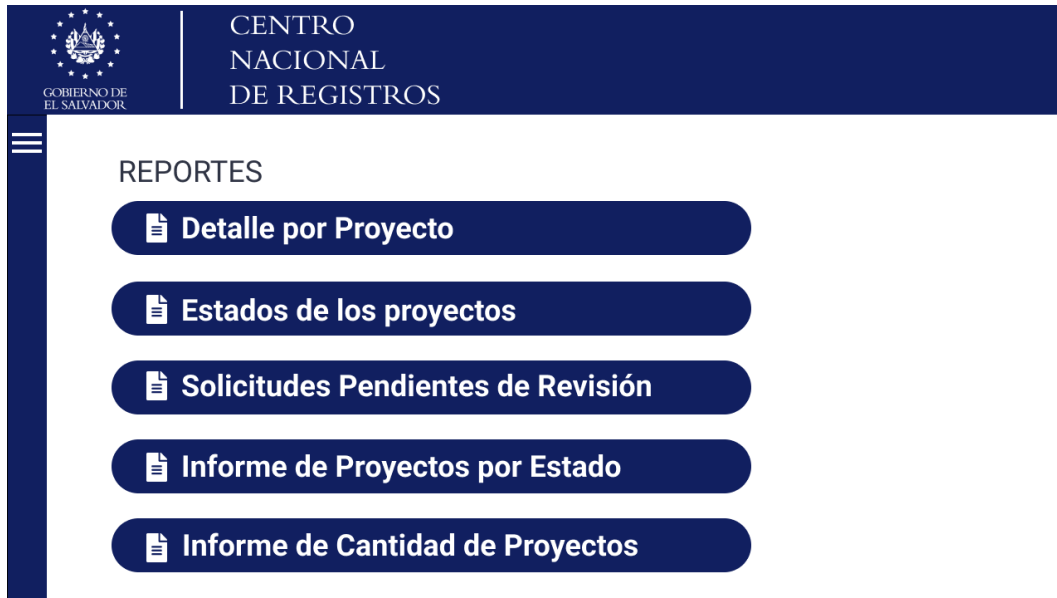 GOBIERNO DE
EL SALVADOR
CENTRO
NACIONAL
DE REGISTROS
REPORTES
Detalle por Proyecto
Estados de los proyectos
Solicitudes Pendientes de Revisión
Informe de Proyectos por Estado
Informe de Cantidad de Proyectos